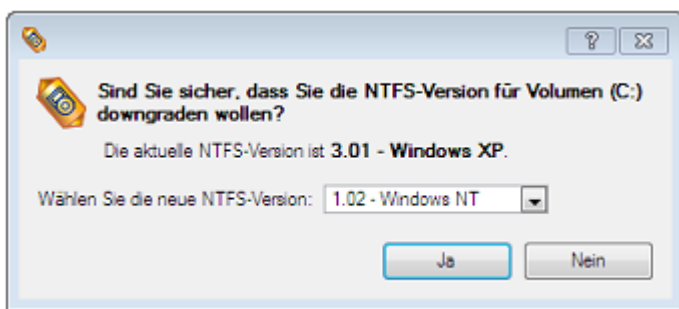 Sind Sie sicher, dass Sie die NTFS-Version für Volumen (C:)
downgraden wollen?
Die aktuelle NTFS-Version ist 3.01 - Windows XP.
Wählen Sie die neue NTFS-Version: 1.02 - Windows NT
Ja Nein